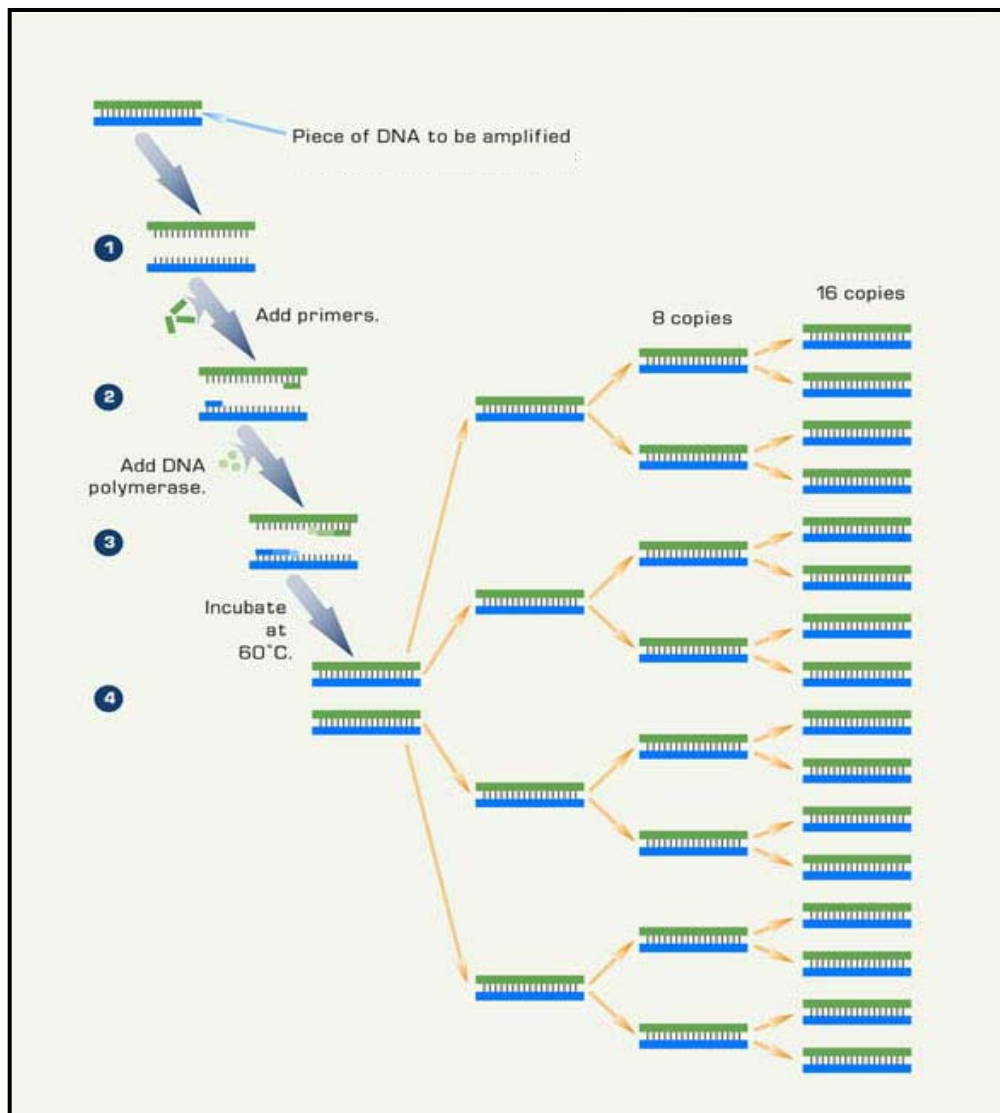 Piece of DNA to be amplified
1
Add primers.
2
Add DNA
polymerase.
3
Incubate
at
60°C.
4
8 copies
16 copies